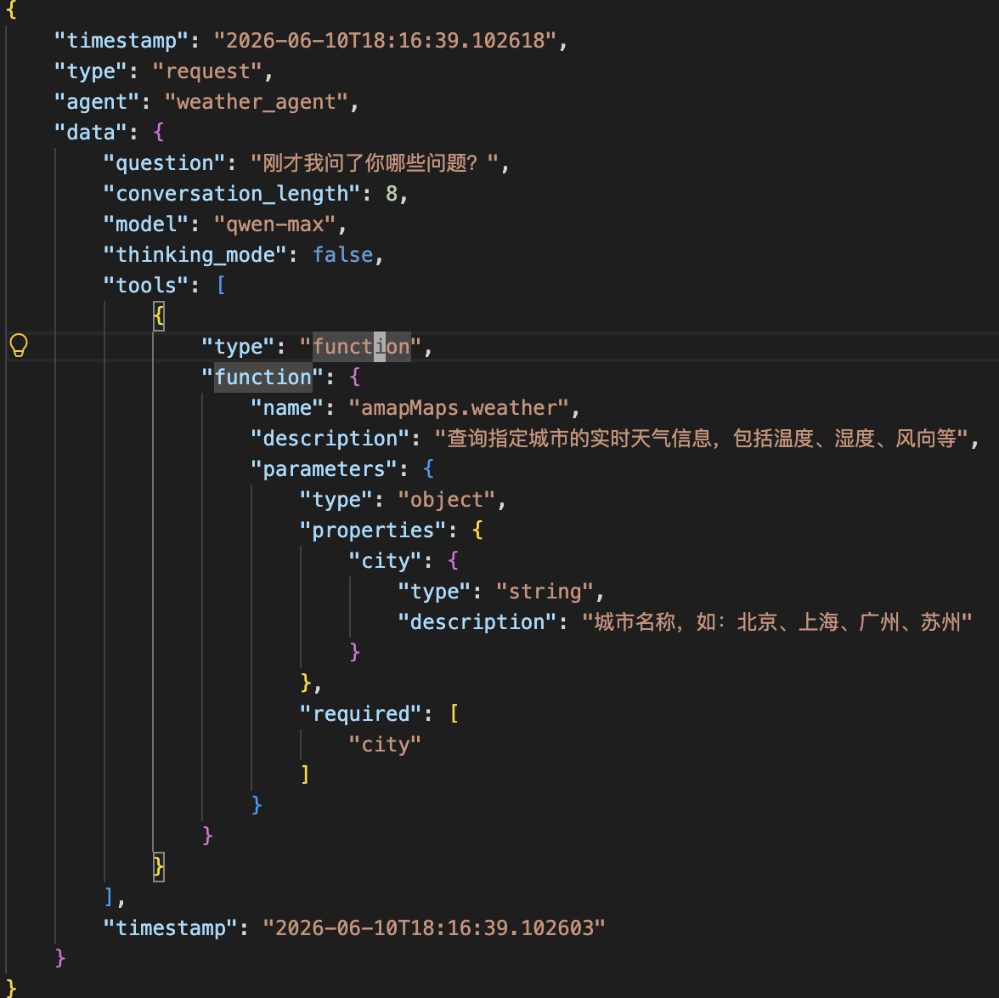 {
    "timestamp": "2026-06-10T18:16:39.102618",
    "type": "request",
    "agent": "weather_agent",
    "data": {
        "question": "刚才我问了你哪些问题？",
        "conversation_length": 8,
        "model": "qwen-max",
        "thinking_mode": false,
        "tools": [
            {
                "type": "function",
                "function": {
                    "name": "amapMaps.weather",
                    "description": "查询指定城市的实时天气信息，包括温度、湿度、风向等",
                    "parameters": {
                        "type": "object",
                        "properties": {
                            "city": {
                                "type": "string",
                                "description": "城市名称，如：北京、上海、广州、苏州"
                            }
                        },
                        "required": [
                            "city"
                        ]
                    }
                }
            }
        ],
        "timestamp": "2026-06-10T18:16:39.102603"
    }
}